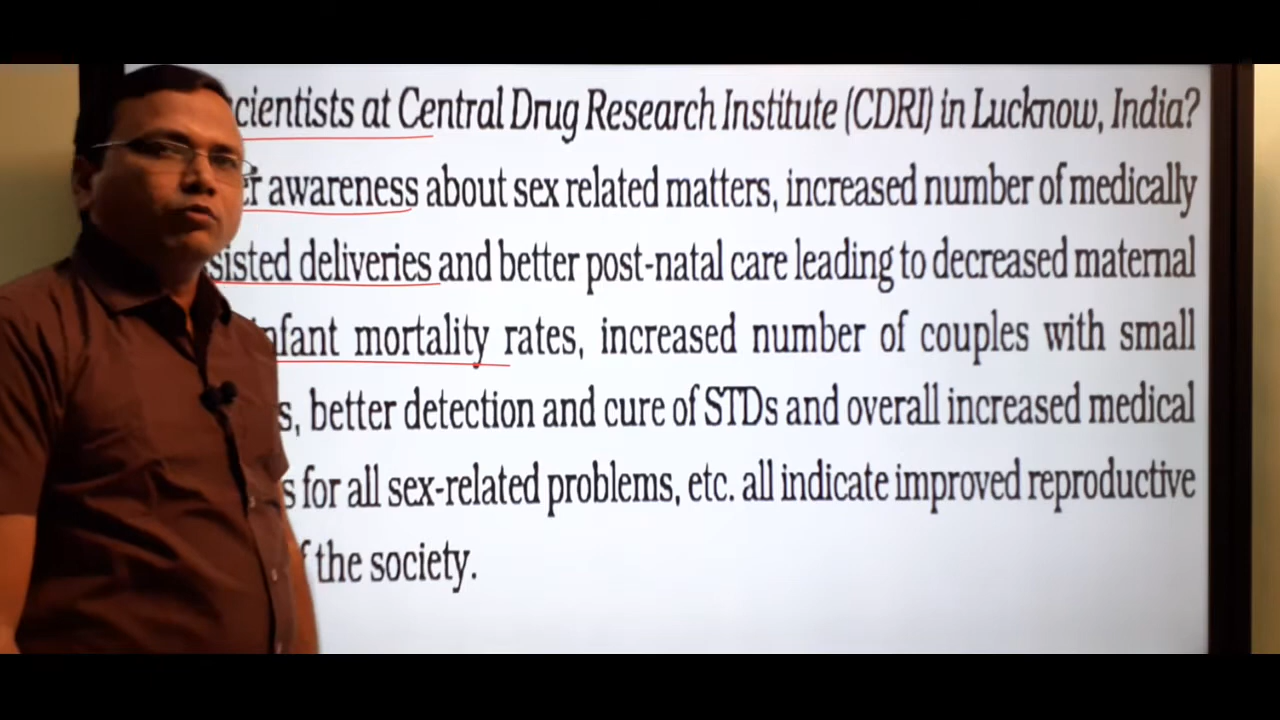 cientists at Central Drug Research Institute (CDRI) in Lucknow, India?
er awareness about sex related matters, increased number of medically
sisted deliveries and better post-natal care leading to decreased maternal
nfant mortality rates, increased number of couples with small
s, better detection and cure of STDs and overall increased medical
s for all sex-related problems, etc. all indicate improved reproductive
f the society.